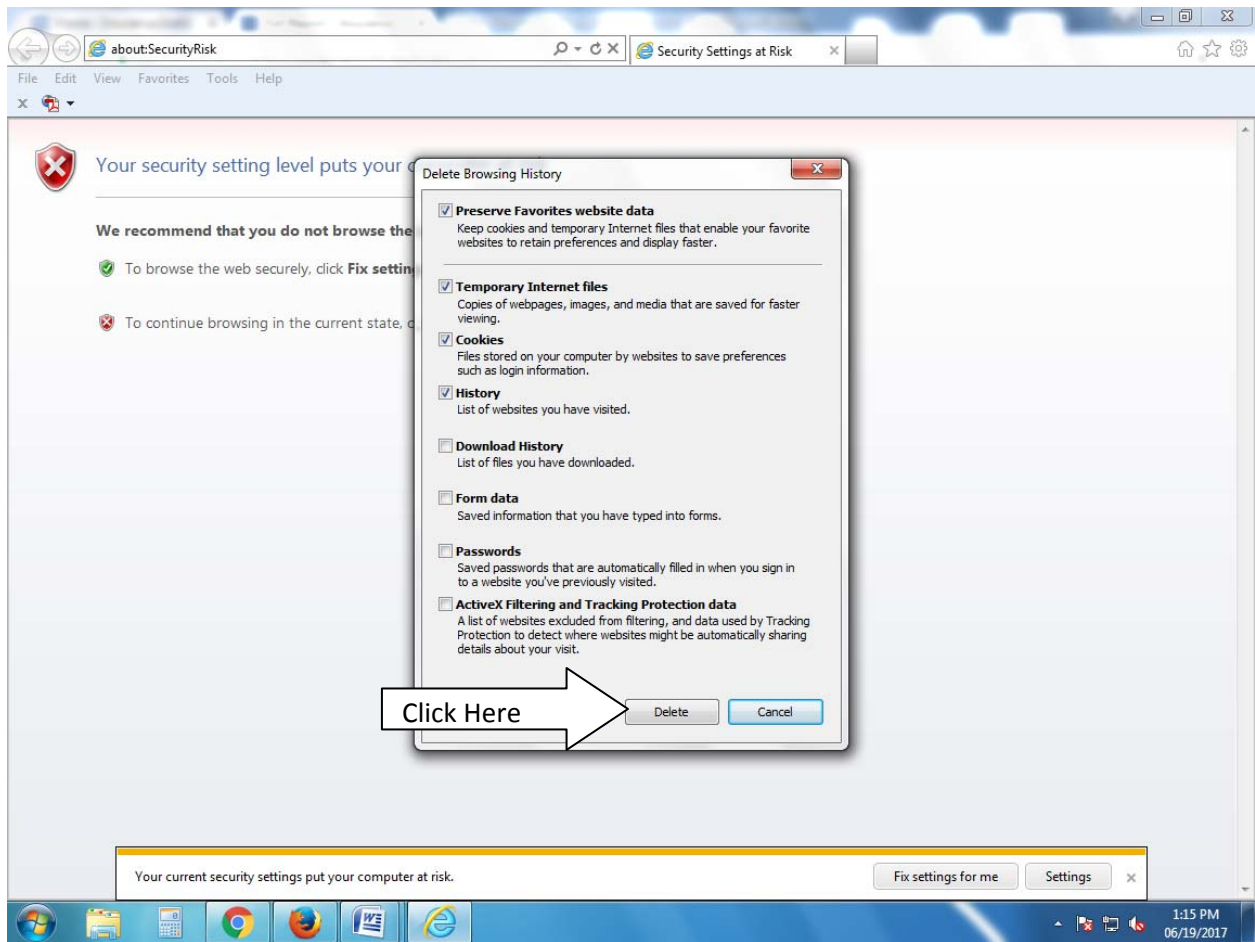 about:SecurityRisk
Security Settings at Risk
File Edit View Favorites Tools Help
Your security setting level puts your
We recommend that you do not browse the
To browse the web securely, click Fix settin
To continue browsing in the current state,
Delete Browsing History
Preserve Favorites website data
Keep cookies and temporary Internet files that enable your favorite
websites to retain preferences and display faster.
Temporary Internet files
Copies of webpages, images, and media that are saved for faster
viewing.
Cookies
Files stored on your computer by websites to save preferences
such as login information.
History
List of websites you have visited.
Download History
List of files you have downloaded.
Form data
Saved information that you have typed into forms.
Passwords
Saved passwords that are automatically filled in when you sign in
to a website you've previously visited.
ActiveX Filtering and Tracking Protection data
A list of websites excluded from filtering, and data used by Tracking
Protection to detect where websites might be automatically sharing
details about your visit.
Click Here
Delete
Cancel
Your current security settings put your computer at risk.
Fix settings for me
Settings
1:15 PM
06/19/2017